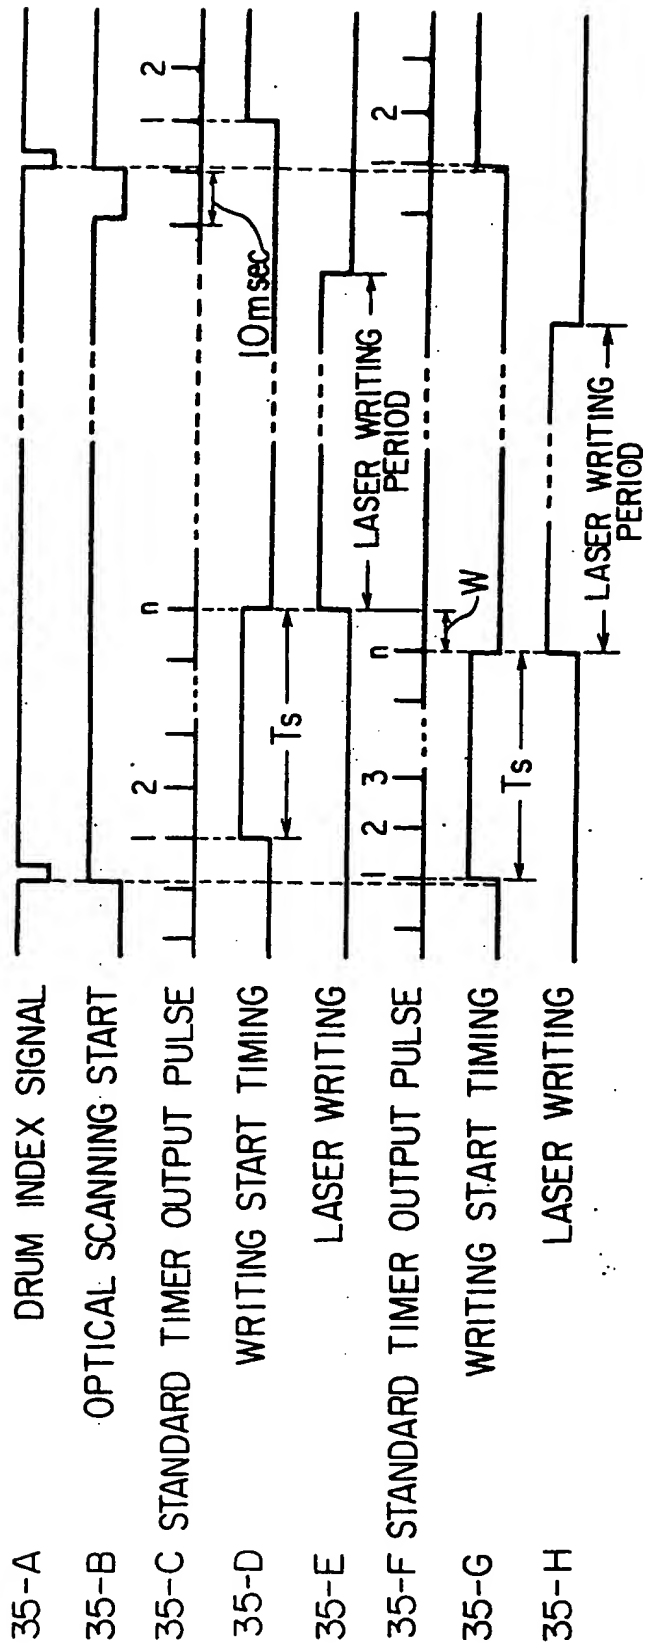 35-A DRUM INDEX SIGNAL
35-B OPTICAL SCANNING START
35-C STANDARD TIMER OUTPUT PULSE
1
2
n
1
2
10msec
35-D WRITING START TIMING
Ts
35-E LASER WRITING
LASER WRITING
PERIOD
35-F STANDARD TIMER OUTPUT PULSE
1
2
3
n
W
1
2
35-G WRITING START TIMING
Ts
35-H LASER WRITING
LASER WRITING
PERIOD